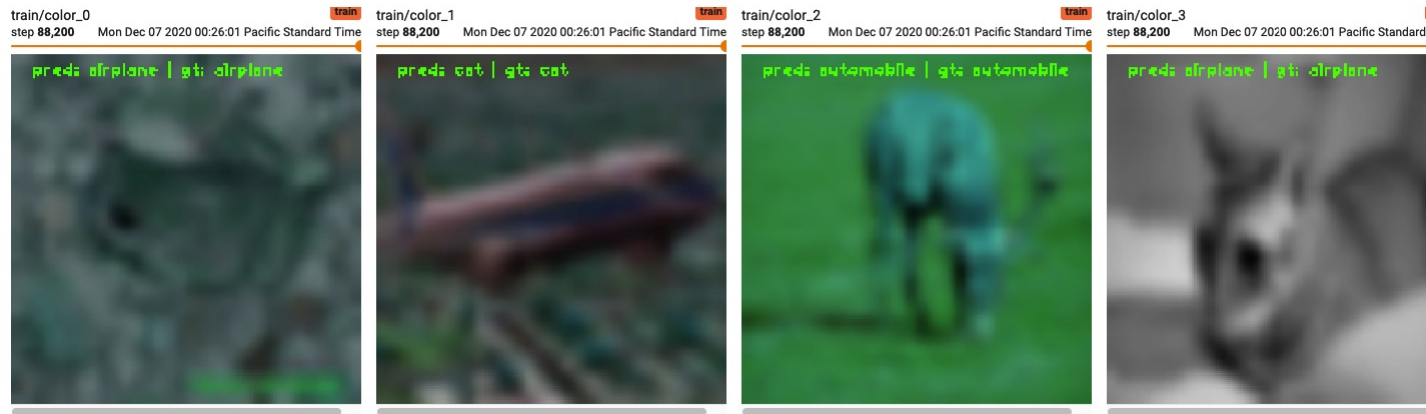 train/color_0
train
step 88,200 Mon Dec 07 2020 00:26:01 Pacific Standard Time
pred: airplane | gt: airplane
train/color_1
train
step 88,200 Mon Dec 07 2020 00:26:01 Pacific Standard Time
pred: cat | gt: cat
train/color_2
train
step 88,200 Mon Dec 07 2020 00:26:01 Pacific Standard Time
pred: automobile | gt: automobile
train/color_3
step 88,200 Mon Dec 07 2020 00:26:01 Pacific Standard
pred: airplane | gt: airplane